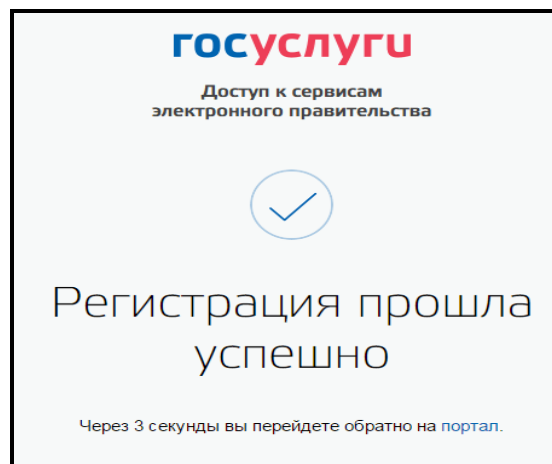 госуслуги
Доступ к сервисам
электронного правительства
Регистрация прошла
успешно
Через 3 секунды вы перейдете обратно на портал.